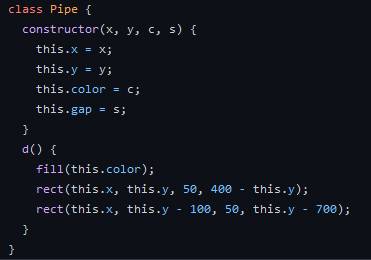 class Pipe {
  constructor(x, y, c, s) {
    this.x = x;
    this.y = y;
    this.color = c;
    this.gap = s;
  }
  d() {
    fill(this.color);
    rect(this.x, this.y, 50, 400 - this.y);
    rect(this.x, this.y - 100, 50, this.y - 700);
  }
}